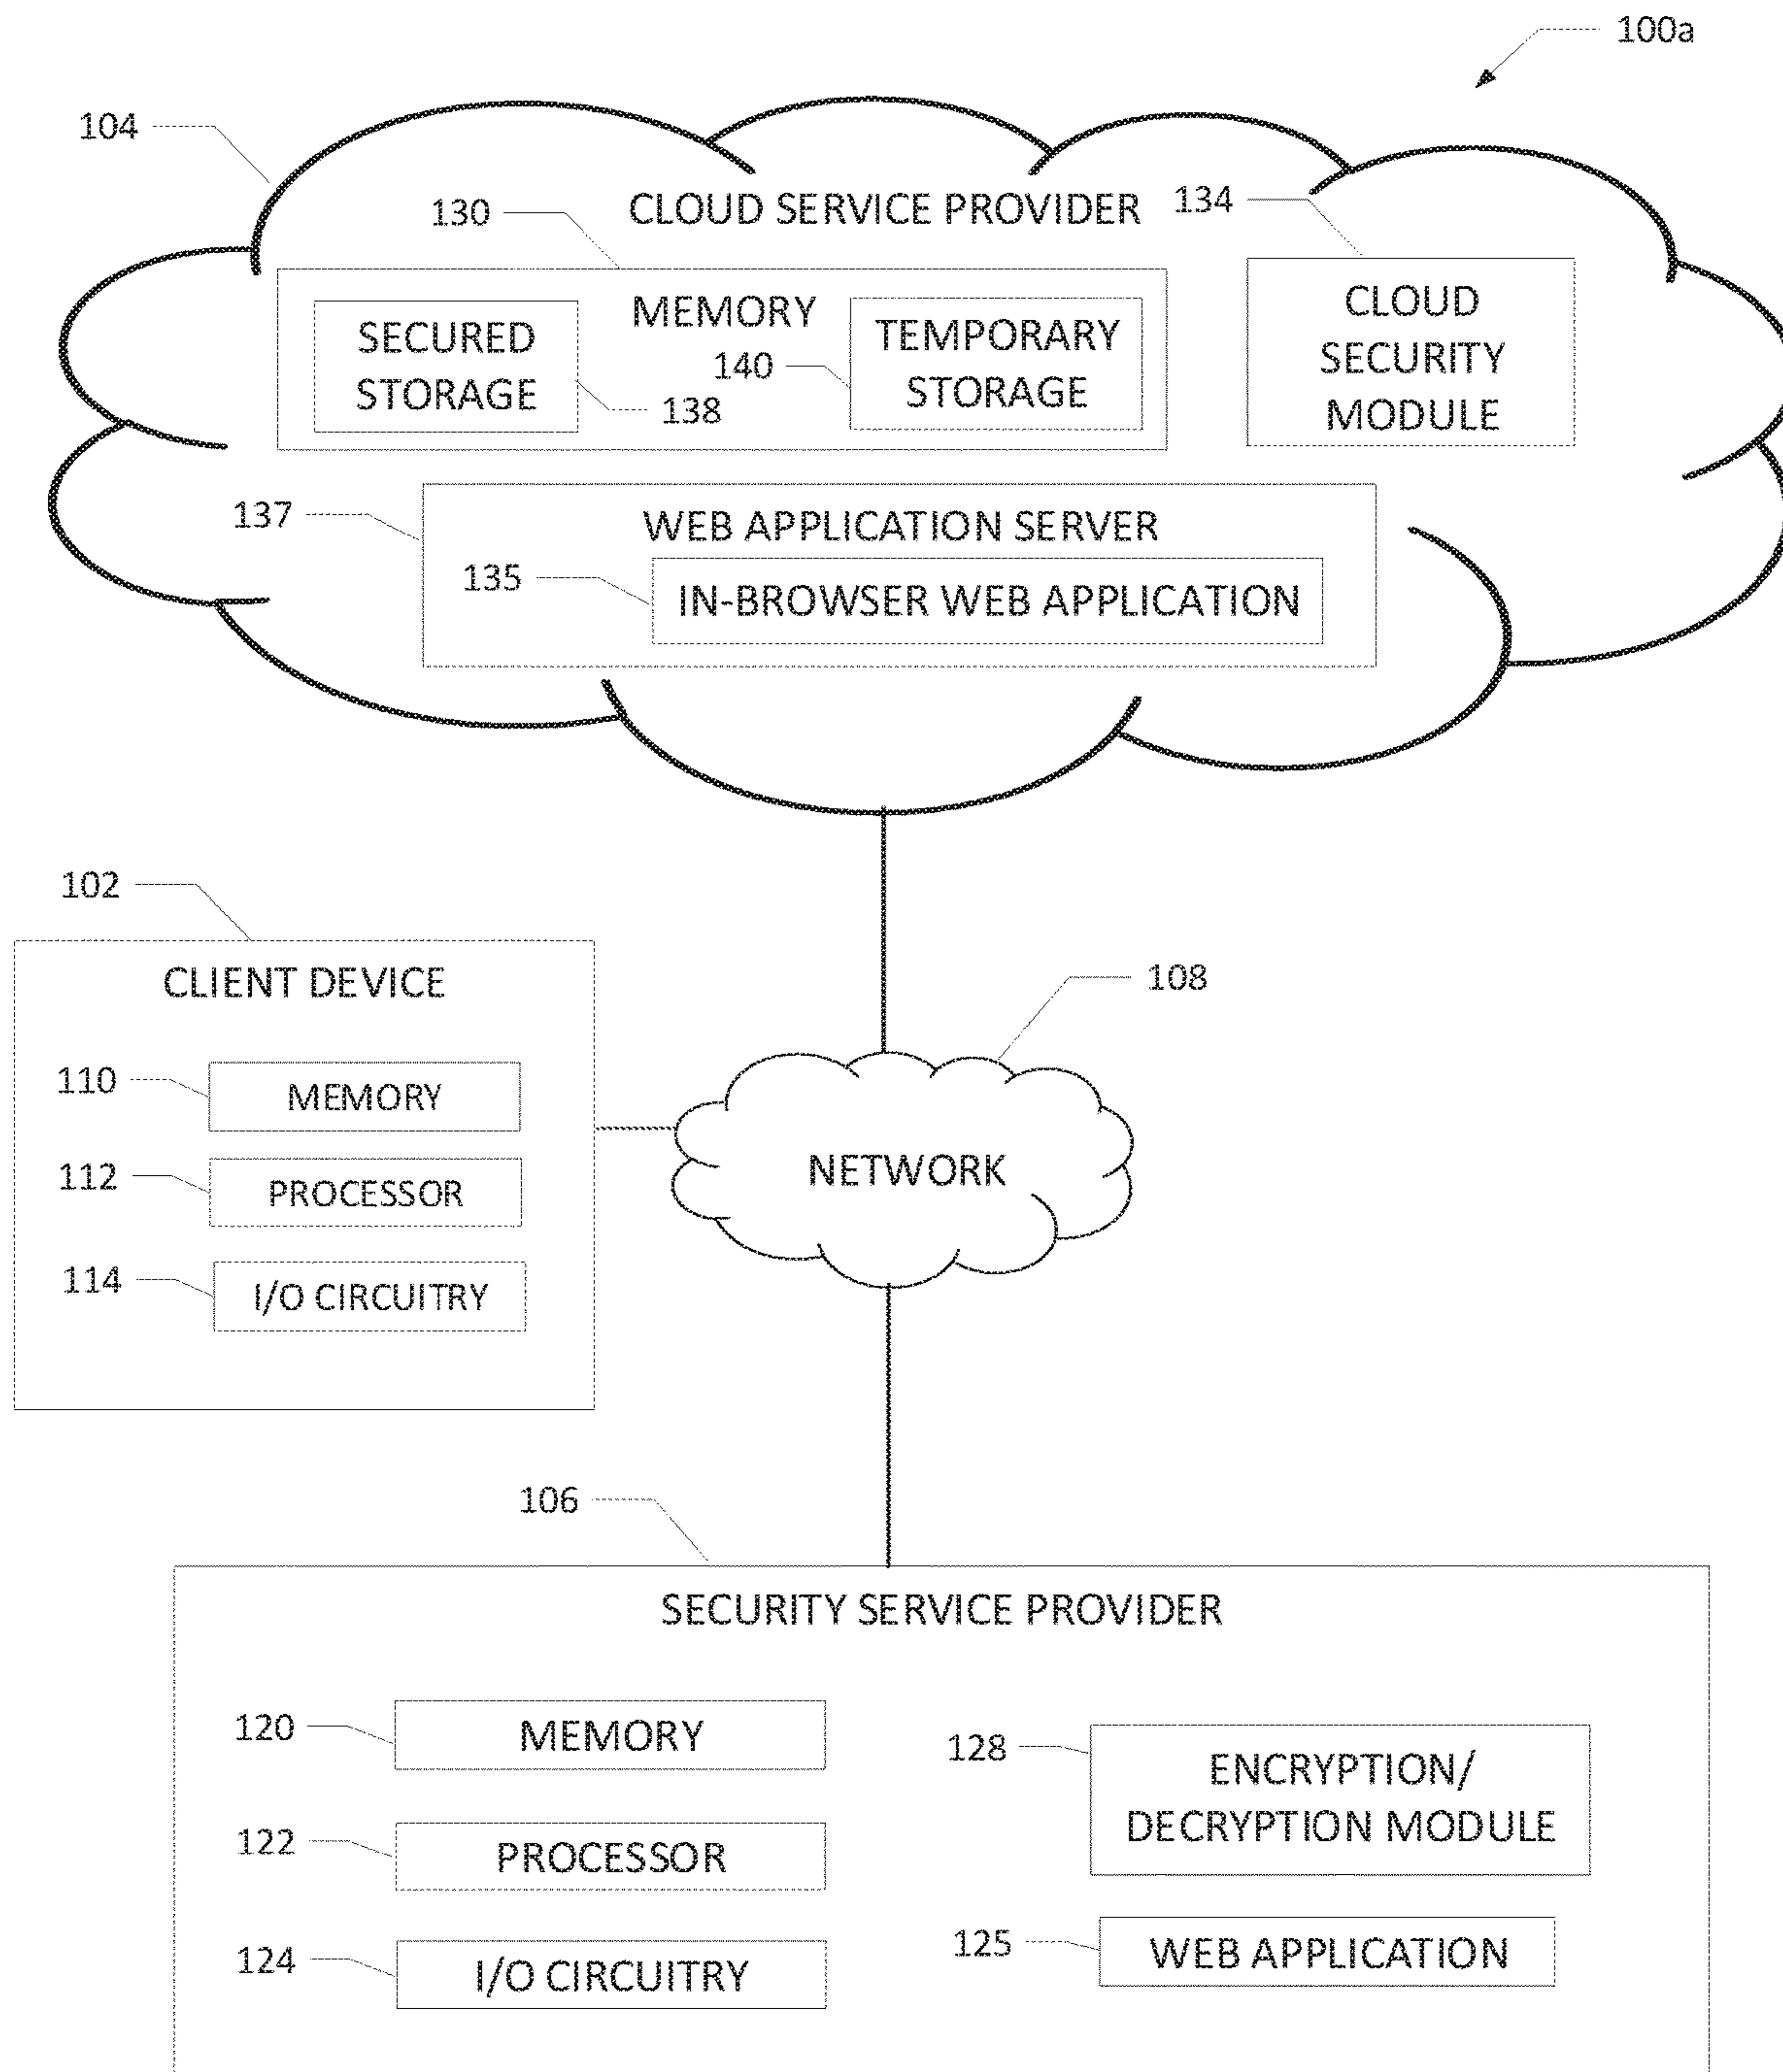 100a
104
CLOUD SERVICE PROVIDER
130
134
MEMORY
SECURED
STORAGE
138
TEMPORARY
STORAGE
140
CLOUD
SECURITY
MODULE
137
WEB APPLICATION SERVER
135
IN-BROWSER WEB APPLICATION
102
CLIENT DEVICE
110
MEMORY
112
PROCESSOR
114
I/O CIRCUITRY
108
NETWORK
106
SECURITY SERVICE PROVIDER
120
MEMORY
122
PROCESSOR
124
I/O CIRCUITRY
128
ENCRYPTION/
DECRYPTION MODULE
125
WEB APPLICATION